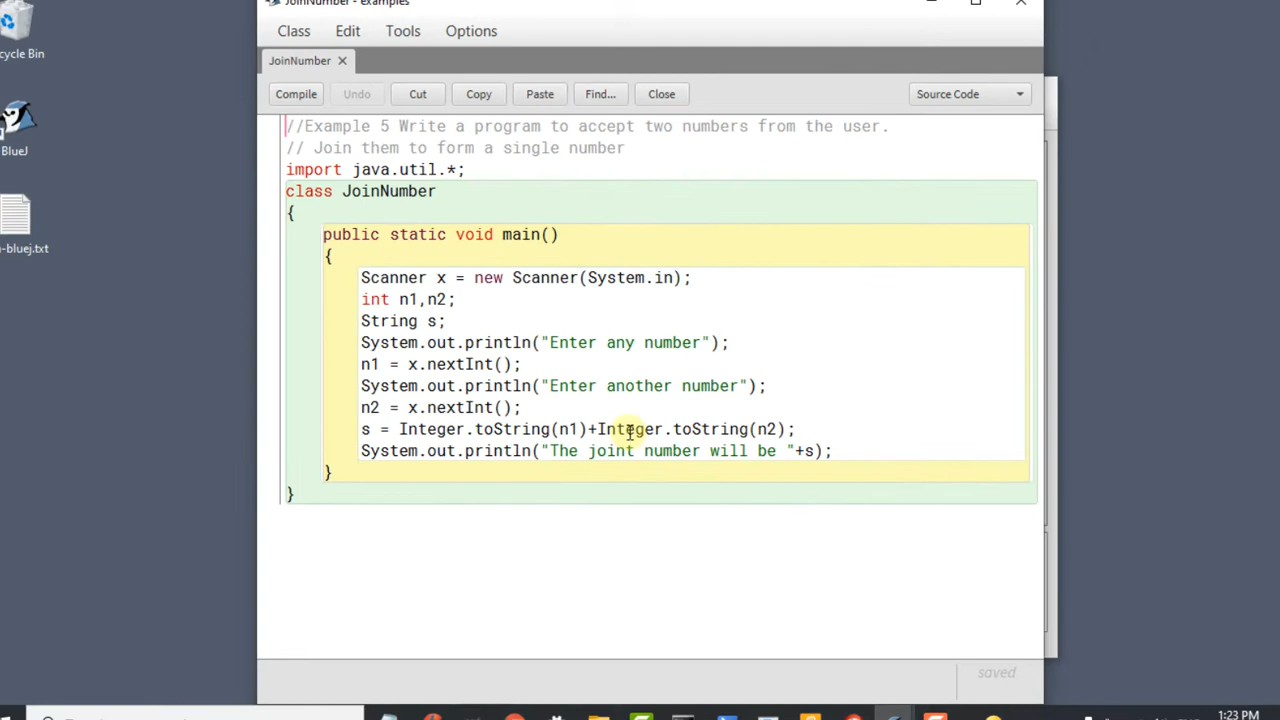 JoinNumber - examples
cycle Bin
Class Edit Tools Options
JoinNumber
Compile Undo Cut Copy Paste Find... Close Source Code
BlueJ
-bluej.txt
//Example 5 Write a program to accept two numbers from the user.
// Join them to form a single number
import java.util.*;
class JoinNumber
{
public static void main()
{
Scanner x = new Scanner(System.in);
int n1,n2;
String s;
System.out.println("Enter any number");
n1 = x.nextInt();
System.out.println("Enter another number");
n2 = x.nextInt();
s = Integer.toString(n1)+Integer.toString(n2);
System.out.println("The joint number will be "+s);
}
}
saved
1:23 PM